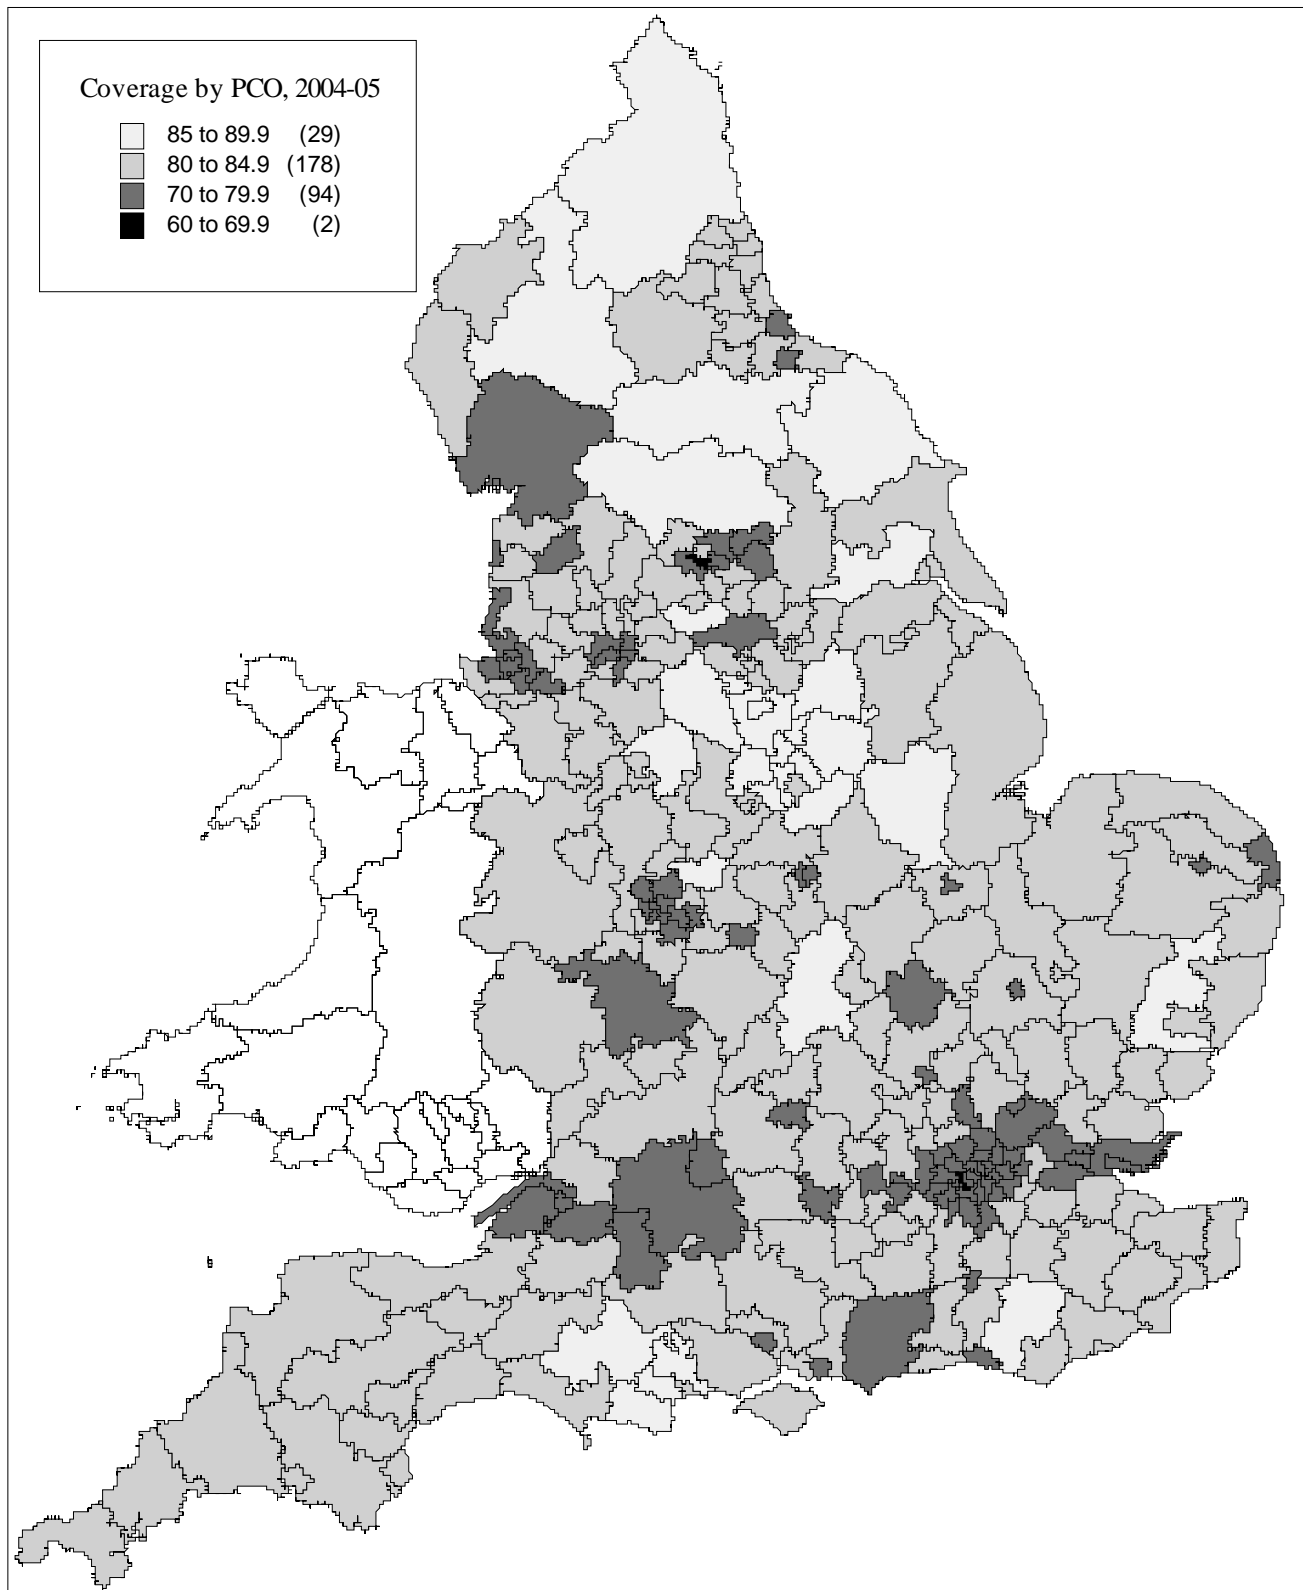 Coverage by PCO, 2004-05
85 to 89.9 (29)
80 to 84.9 (178)
70 to 79.9 (94)
60 to 69.9 (2)